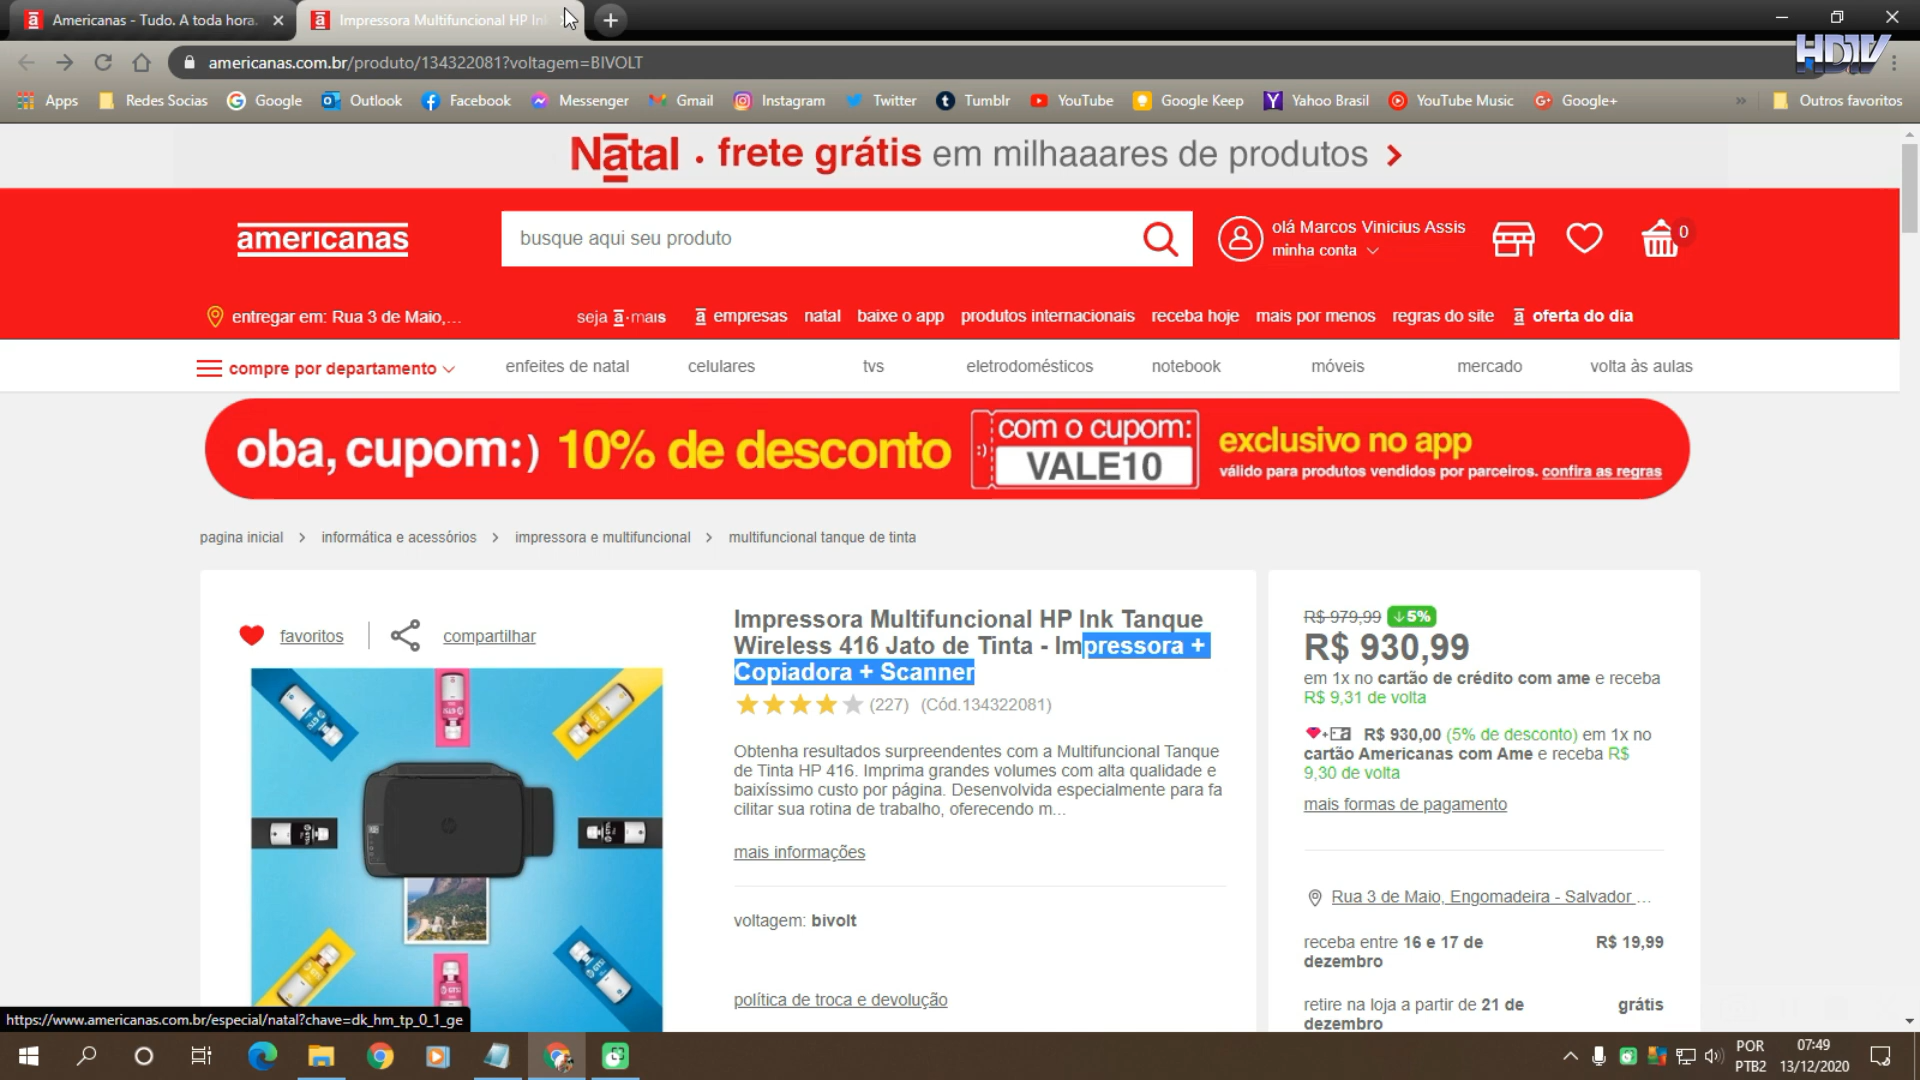 Americanas - Tudo. A toda hora.
Impressora Multifuncional HP In
HDTV
americanas.com.br/produto/134322081?voltagem=BIVOLT
Apps
Redes Socias
Google
Outlook
Facebook
Messenger
Gmail
Instagram
Twitter
Tumblr
YouTube
Google Keep
Yahoo Brasil
YouTube Music
Google+
Outros favoritos
Natal . frete grátis em milhaaares de produtos >
americanas
busque aqui seu produto
olá Marcos Vinicius Assis
minha conta
0
entregar em: Rua 3 de Maio,...
seja a·mais
a empresas
natal
baixe o app
produtos internacionais
receba hoje
mais por menos
regras do site
a oferta do dia
compre por departamento
enfeites de natal
celulares
tvs
eletrodomésticos
notebook
móveis
mercado
volta às aulas
oba, cupom:) 10% de desconto
com o cupom:
:) VALE10
exclusivo no app
válido para produtos vendidos por parceiros. confira as regras
pagina inicial > informática e acessórios > impressora e multifuncional > multifuncional tanque de tinta
favoritos
compartilhar
Impressora Multifuncional HP Ink Tanque
Wireless 416 Jato de Tinta - Impressora +
Copiadora + Scanner
(227) (Cód.134322081)
Obtenha resultados surpreendentes com a Multifuncional Tanque
de Tinta HP 416. Imprima grandes volumes com alta qualidade e
baixíssimo custo por página. Desenvolvida especialmente para fa
cilitar sua rotina de trabalho, oferecendo m...
mais informações
voltagem: bivolt
política de troca e devolução
R$ 979,99 ↓5%
R$ 930,99
em 1x no cartão de crédito com ame e receba
R$ 9,31 de volta
R$ 930,00 (5% de desconto) em 1x no
cartão Americanas com Ame e receba R$
9,30 de volta
mais formas de pagamento
Rua 3 de Maio, Engomadeira - Salvador ...
receba entre 16 e 17 de
dezembro
R$ 19,99
retire na loja a partir de 21 de
dezembro
grátis
https://www.americanas.com.br/especial/natal?chave=dk_hm_tp_0_1_ge
POR
PTB2
07:49
13/12/2020